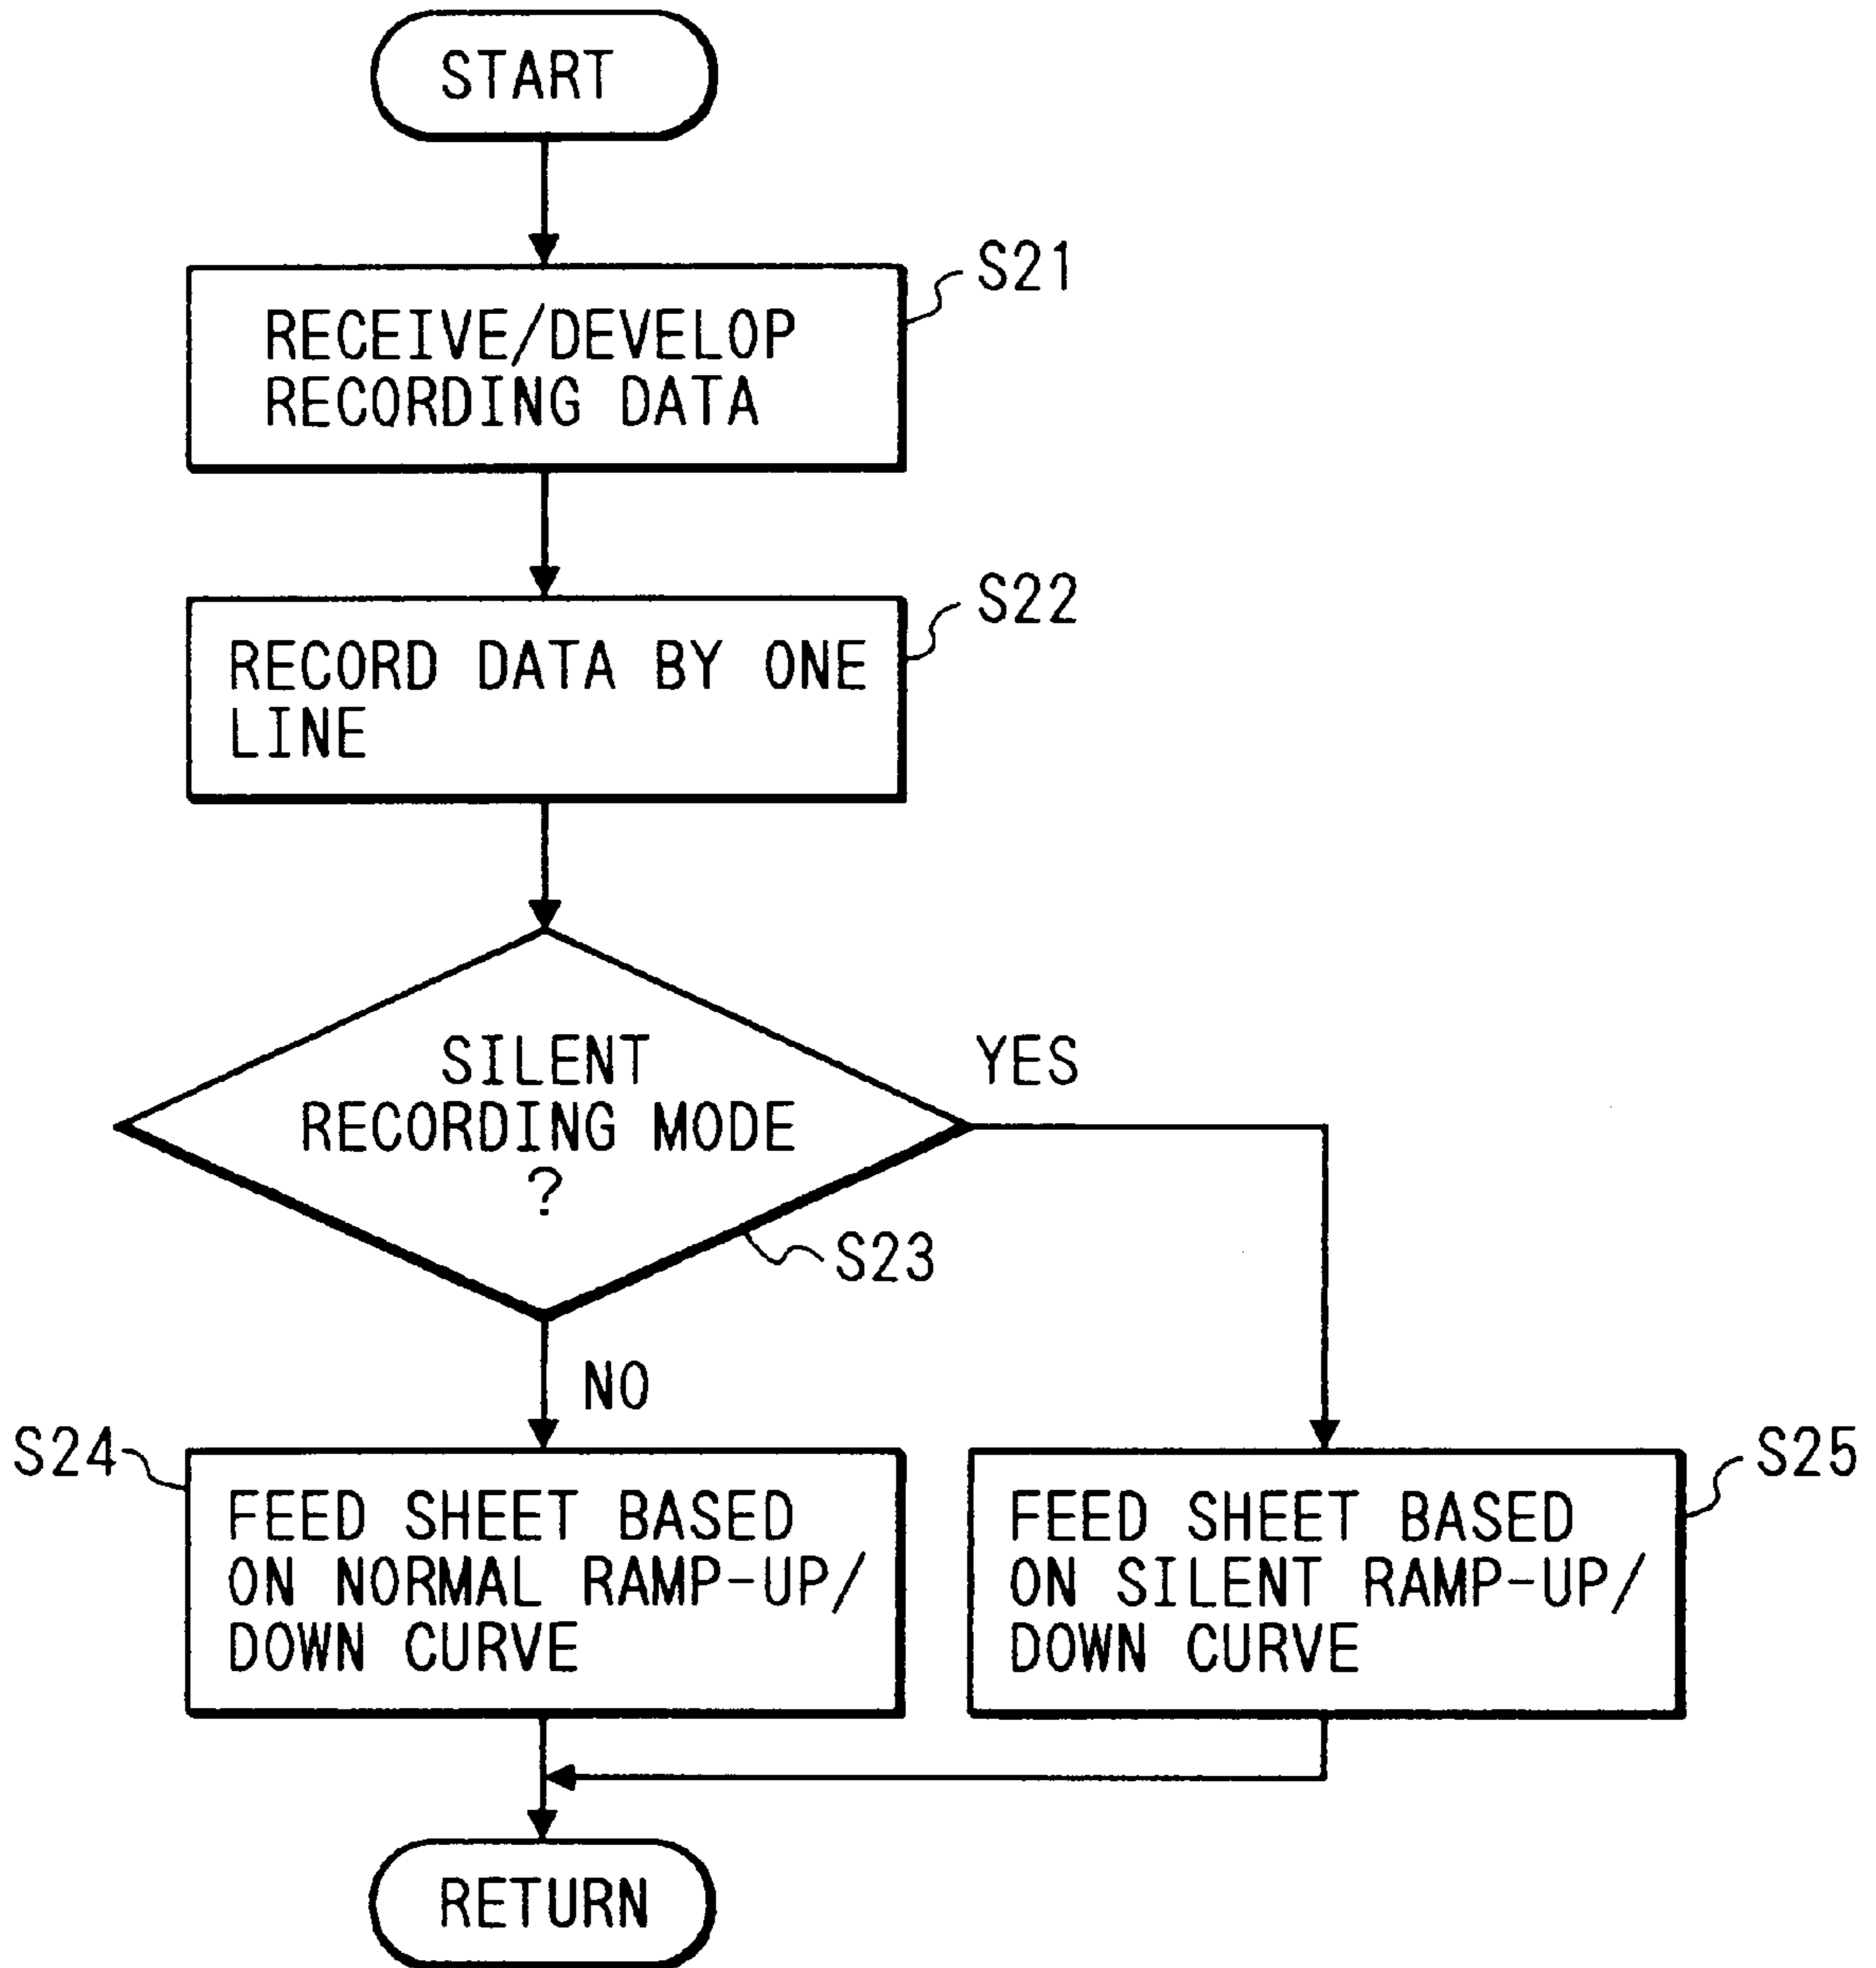 START
S21
RECEIVE/DEVELOP
RECORDING DATA
S22
RECORD DATA BY ONE
LINE
SILENT
RECORDING MODE
?
YES
S23
NO
S24
FEED SHEET BASED
ON NORMAL RAMP-UP/
DOWN CURVE
S25
FEED SHEET BASED
ON SILENT RAMP-UP/
DOWN CURVE
RETURN